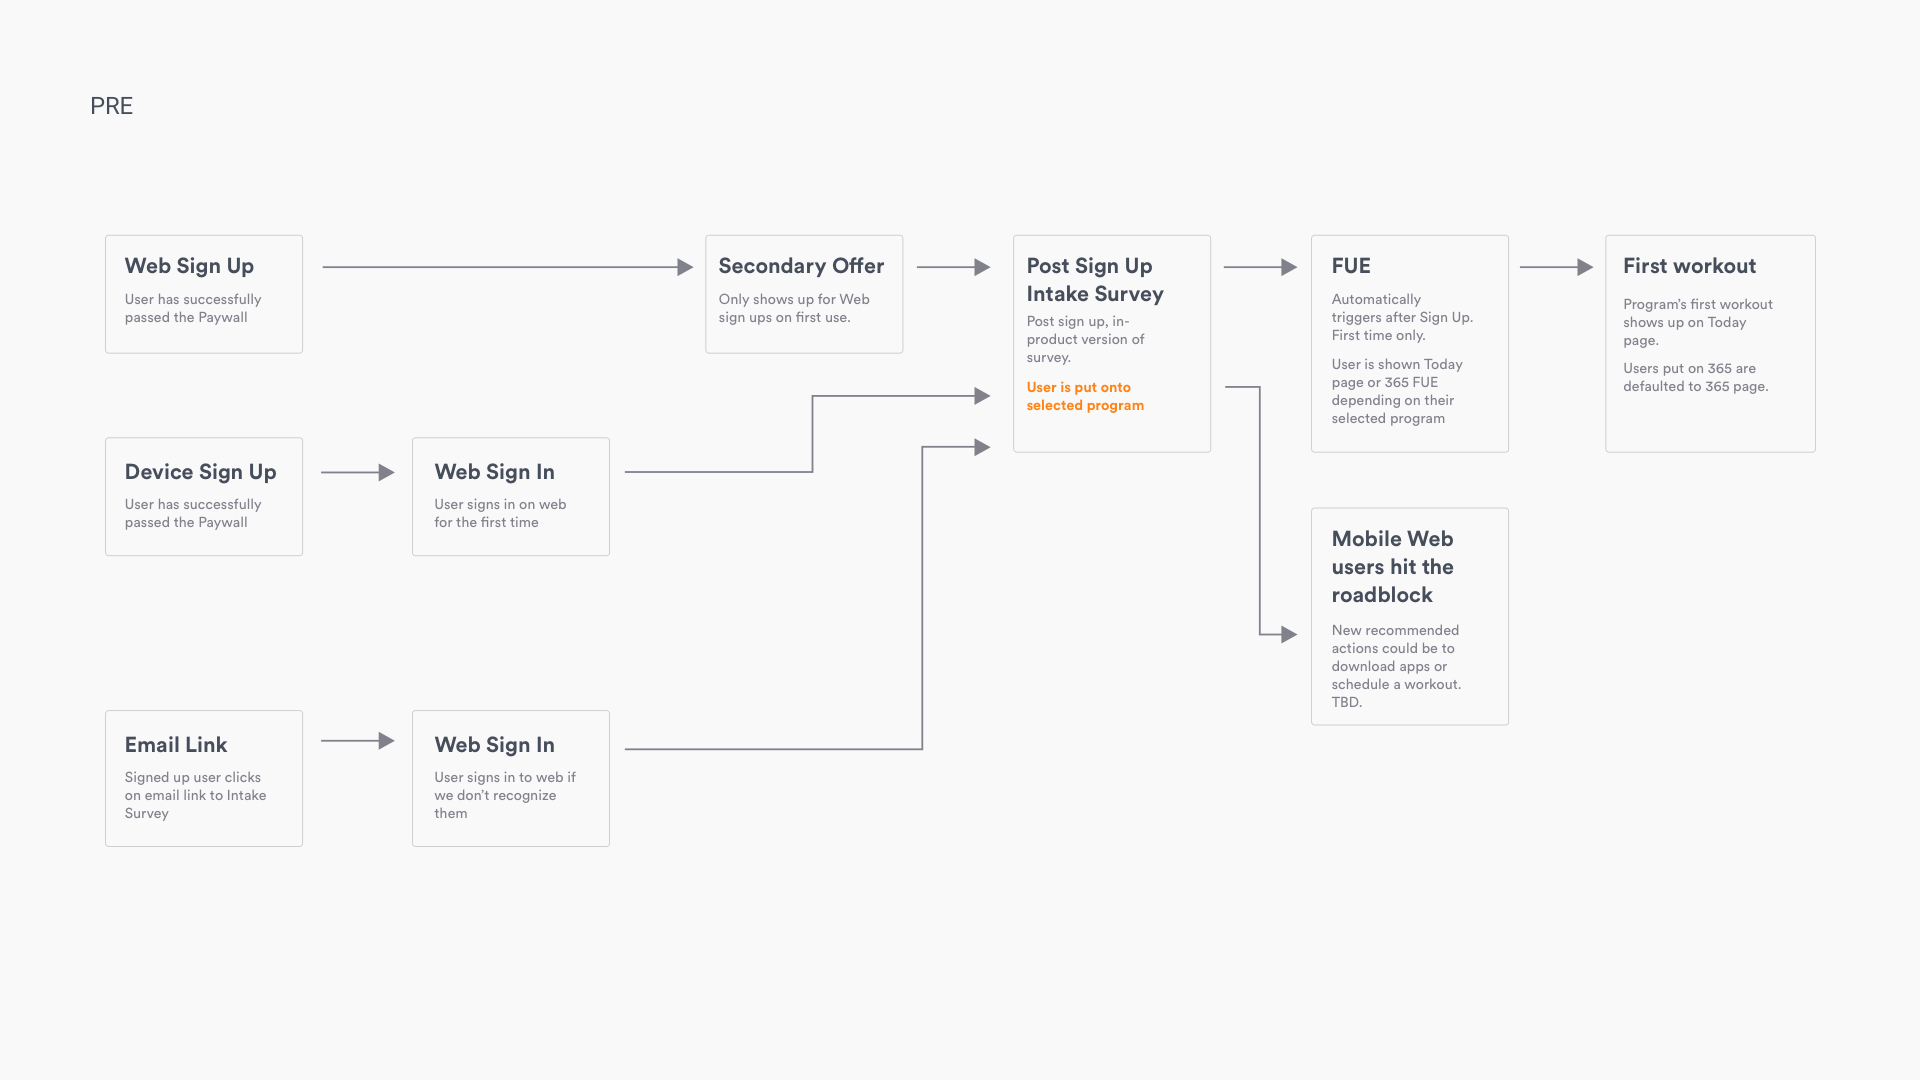 PRE
Web Sign Up
User has successfully
passed the Paywall
Secondary Offer
Only shows up for Web
sign ups on first use.
Post Sign Up
Intake Survey
Post sign up, in-
product version of
survey.
User is put onto
selected program
FUE
Automatically
triggers after Sign Up.
First time only.
User is shown Today
page or 365 FUE
depending on their
selected program
First workout
Program’s first workout
shows up on Today
page.
Users put on 365 are
defaulted to 365 page.
Device Sign Up
User has successfully
passed the Paywall
Web Sign In
User signs in on web
for the first time
Mobile Web
users hit the
roadblock
New recommended
actions could be to
download apps or
schedule a workout.
TBD.
Email Link
Signed up user clicks
on email link to Intake
Survey
Web Sign In
User signs in to web if
we don’t recognize
them